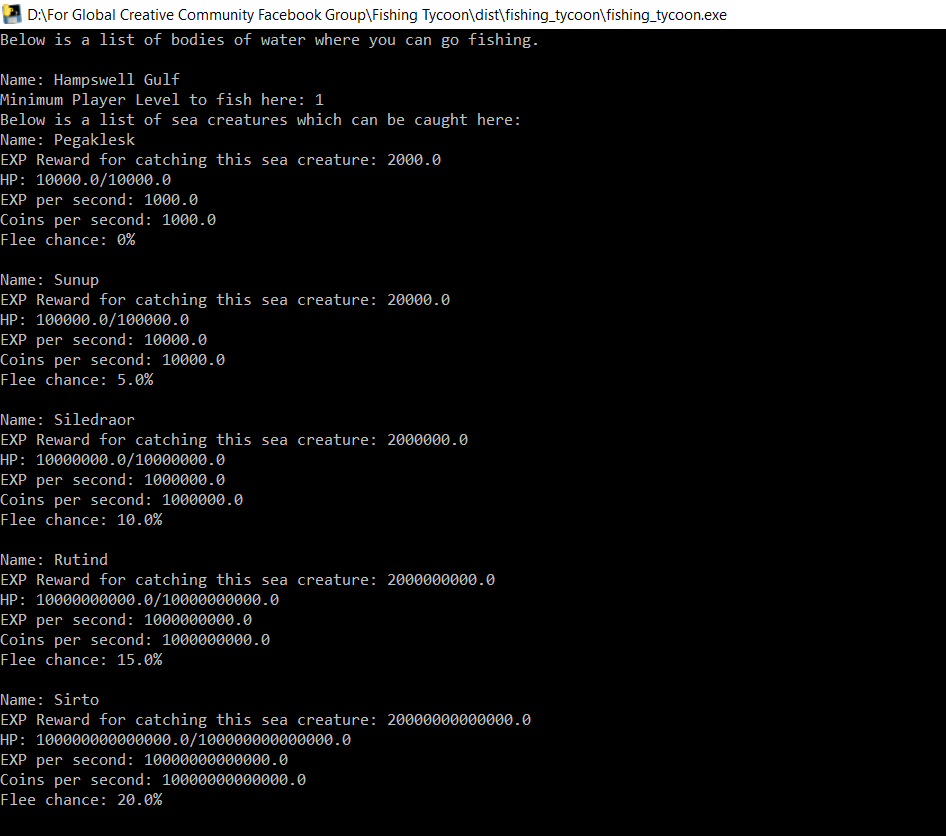 D:\For Global Creative Community Facebook Group\Fishing Tycoon\dist\fishing_tycoon\fishing_tycoon.exe
Below is a list of bodies of water where you can go fishing.
Name: Hampswell Gulf
Minimum Player Level to fish here: 1
Below is a list of sea creatures which can be caught here:
Name: Pegaklesk
EXP Reward for catching this sea creature: 2000.0
HP: 10000.0/10000.0
EXP per second: 1000.0
Coins per second: 1000.0
Flee chance: 0%
Name: Sunup
EXP Reward for catching this sea creature: 20000.0
HP: 100000.0/100000.0
EXP per second: 10000.0
Coins per second: 10000.0
Flee chance: 5.0%
Name: Siledraor
EXP Reward for catching this sea creature: 2000000.0
HP: 10000000.0/10000000.0
EXP per second: 1000000.0
Coins per second: 1000000.0
Flee chance: 10.0%
Name: Rutind
EXP Reward for catching this sea creature: 2000000000.0
HP: 10000000000.0/10000000000.0
EXP per second: 1000000000.0
Coins per second: 1000000000.0
Flee chance: 15.0%
Name: Sirto
EXP Reward for catching this sea creature: 20000000000000.0
HP: 100000000000000.0/100000000000000.0
EXP per second: 10000000000000.0
Coins per second: 10000000000000.0
Flee chance: 20.0%